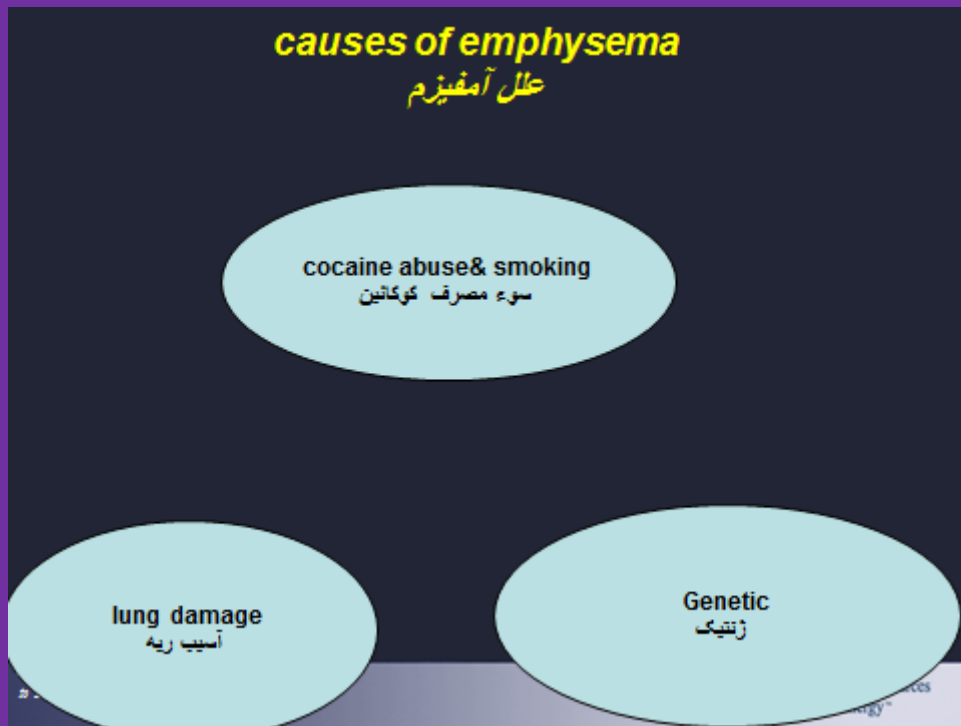 causes of emphysema
علل آمفیزم
cocaine abuse& smoking
سوء مصرف کوکائین
lung damage
آسیب ریه
Genetic
ژنتیک